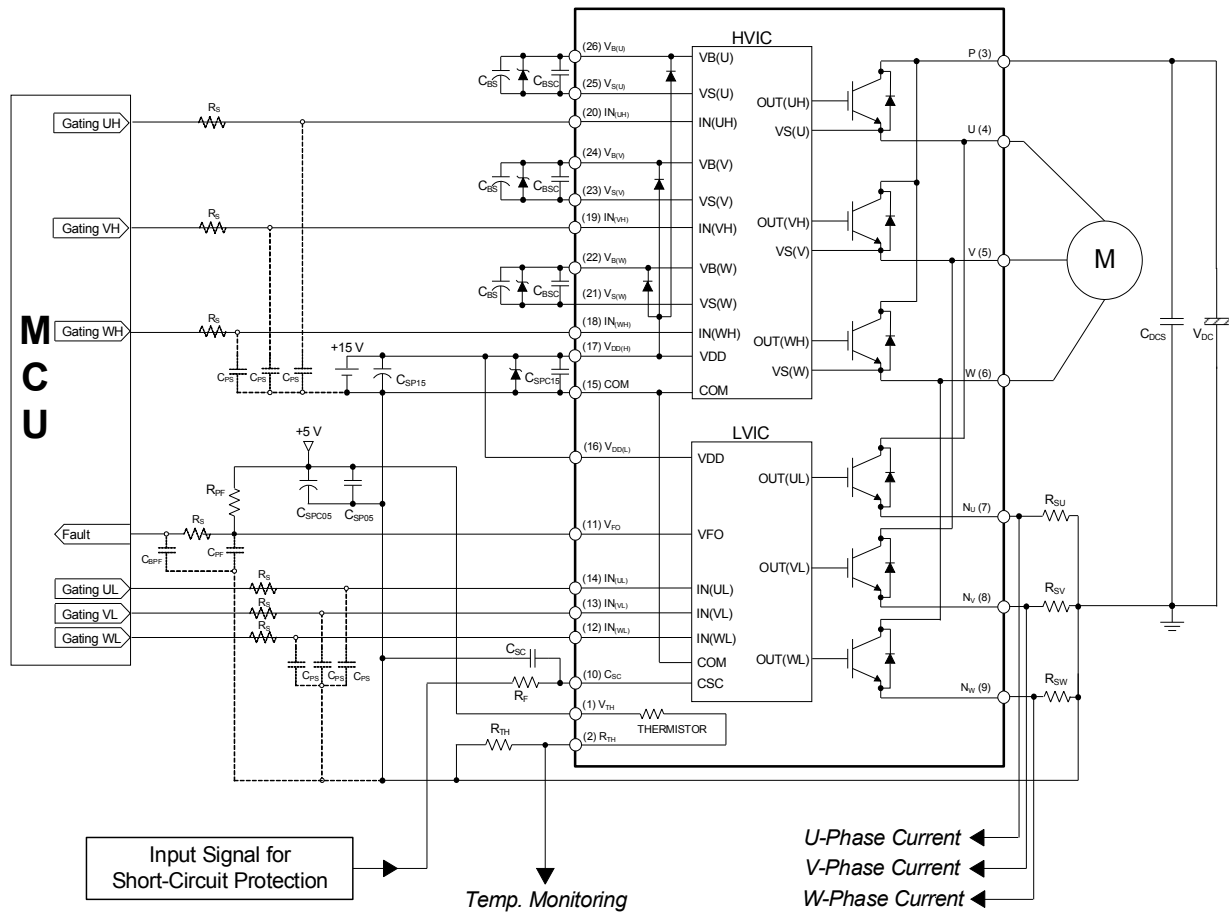 MCU
Gating UH
Gating VH
Gating WH
Fault
Gating UL
Gating VL
Gating WL
RS
RS
RS
CPS
CPS
CPS
+15 V
CSP15
CSPC15
+5 V
RPF
CSPC05
CSP05
RS
CBPF
CPF
RS
RS
RS
CPS
CPS
CPS
CSC
RF
RTH
CBS
CBSC
CBS
CBSC
CBS
CBSC
(26) VB(U)
(25) VS(U)
(20) IN(UH)
(24) VB(V)
(23) VS(V)
(19) IN(VH)
(22) VB(W)
(21) VS(W)
(18) IN(WH)
(17) VDD(H)
(15) COM
(16) VDD(L)
(11) VFO
(14) IN(UL)
(13) IN(VL)
(12) IN(WL)
(10) CSC
(1) VTH
(2) RTH
THERMISTOR
HVIC
VB(U)
VS(U)
IN(UH)
VB(V)
VS(V)
IN(VH)
VB(W)
VS(W)
IN(WH)
VDD
COM
OUT(UH)
VS(U)
OUT(VH)
VS(V)
OUT(WH)
VS(W)
LVIC
VDD
VFO
IN(UL)
IN(VL)
IN(WL)
COM
CSC
OUT(UL)
OUT(VL)
OUT(WL)
P (3)
U (4)
V (5)
W (6)
NU (7)
NV (8)
NW (9)
RSU
RSV
RSW
M
CDCS
VDC
Input Signal for
Short-Circuit Protection
Temp. Monitoring
U-Phase Current
V-Phase Current
W-Phase Current